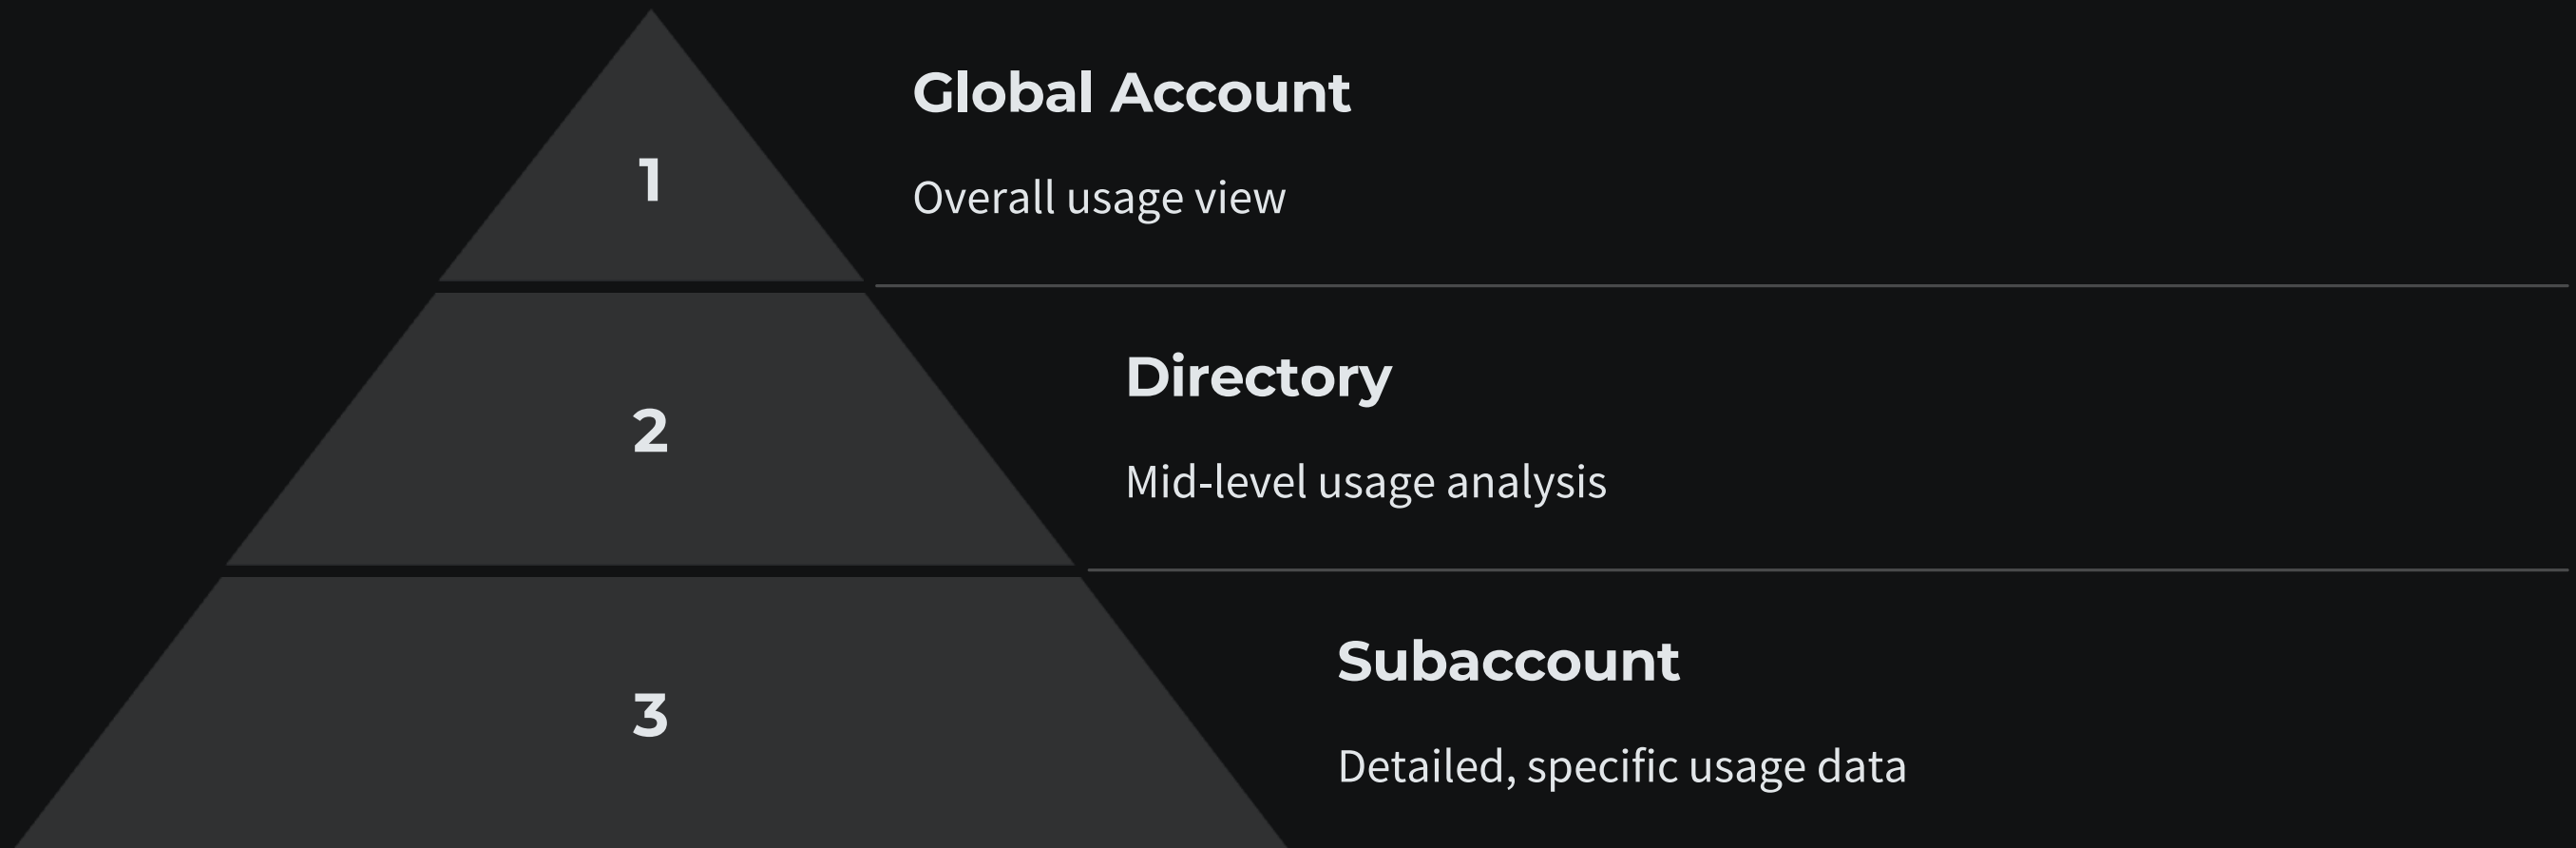 1
Global Account
Overall usage view
2
Directory
Mid-level usage analysis
3
Subaccount
Detailed, specific usage data